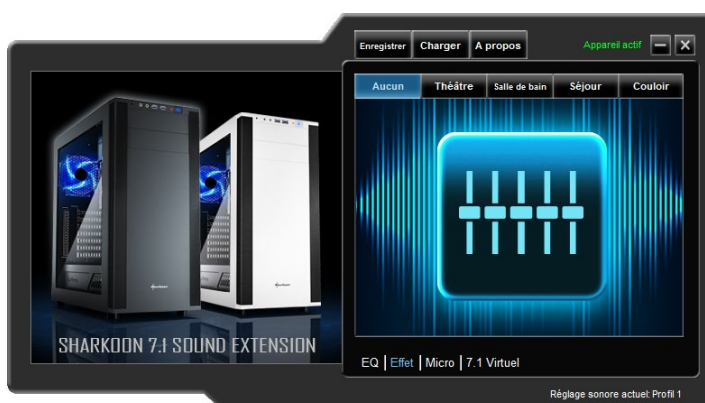 Enregistrer Charger A propos Appareil actif
Aucun Théâtre Salle de bain Séjour Couloir
SHARKOON 7.1 SOUND EXTENSION
EQ Effet Micro 7.1 Virtuel
Réglage sonore actuel: Profil 1